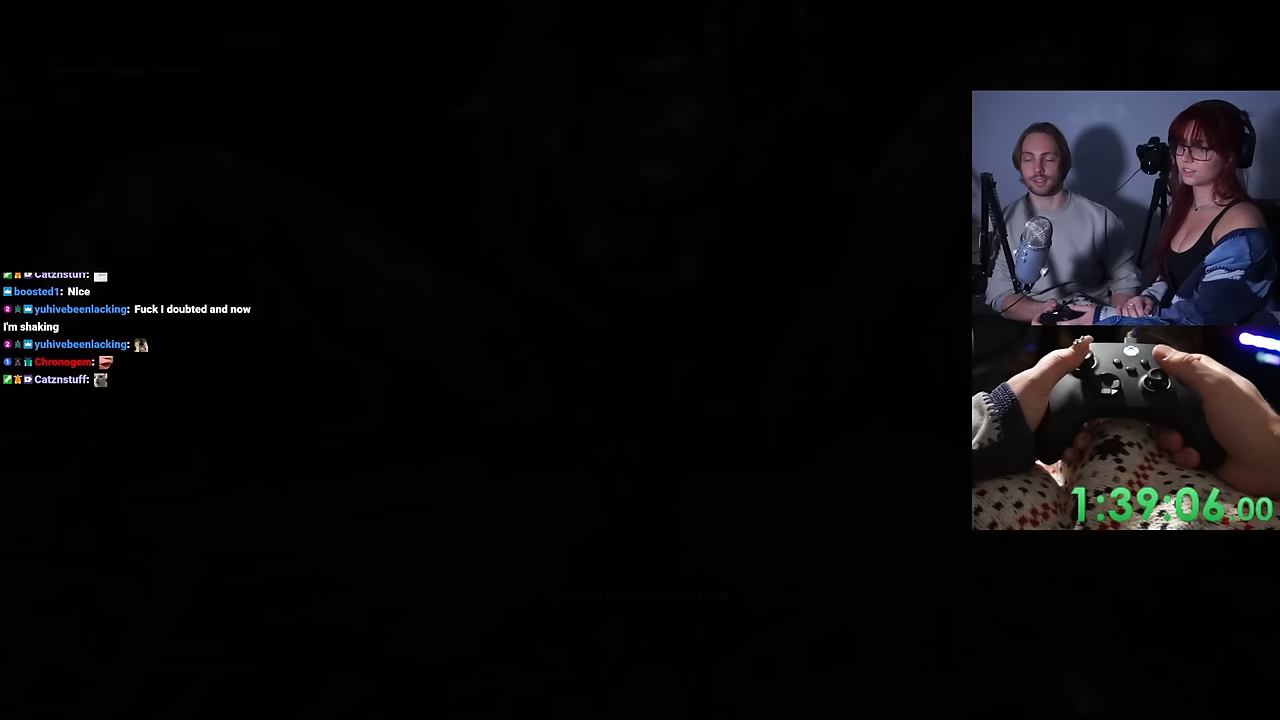 Catznstuff:
boosted1: Nice
yuhivebeenlacking: Fuck I doubted and now
I'm shaking
yuhivebeenlacking:
Chronogem:
Catznstuff:
1:39:06.00